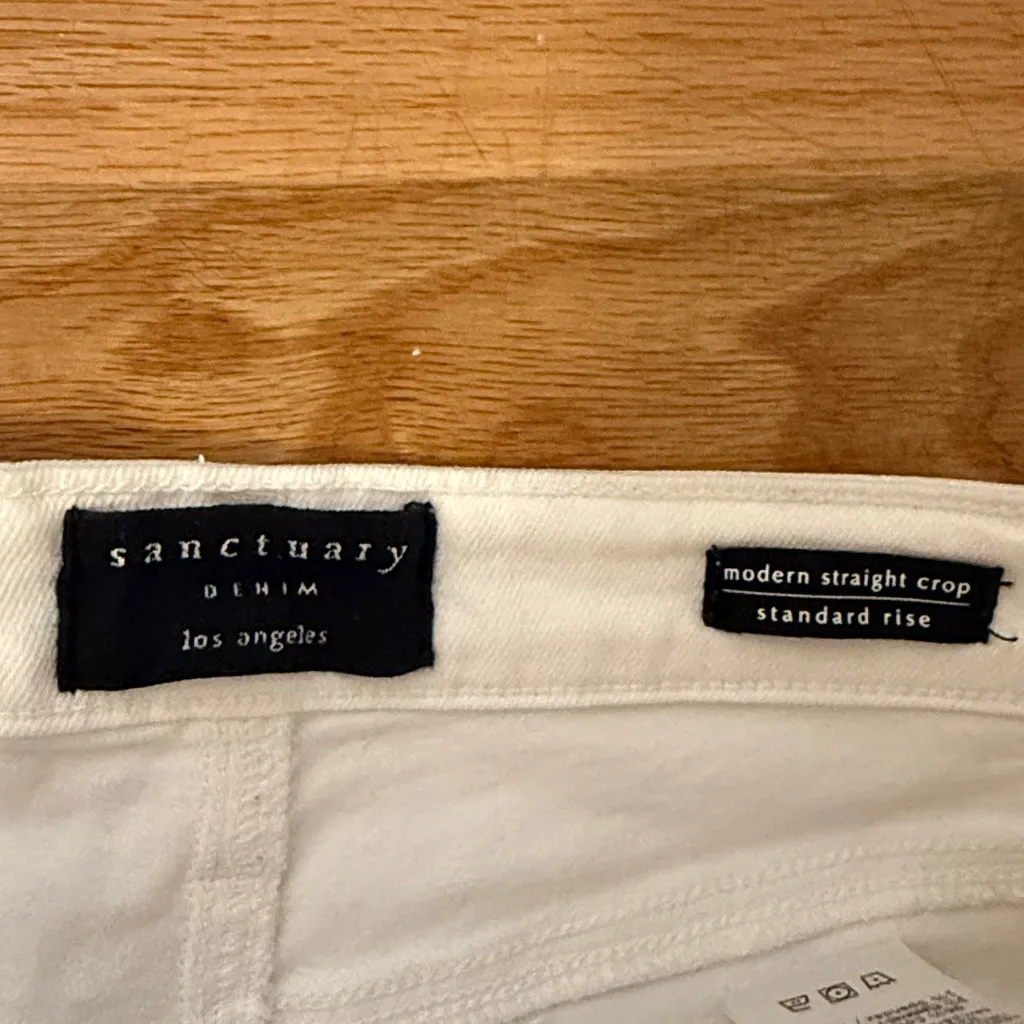 sanctuary
DENIM
los angeles
modern straight crop
standard rise